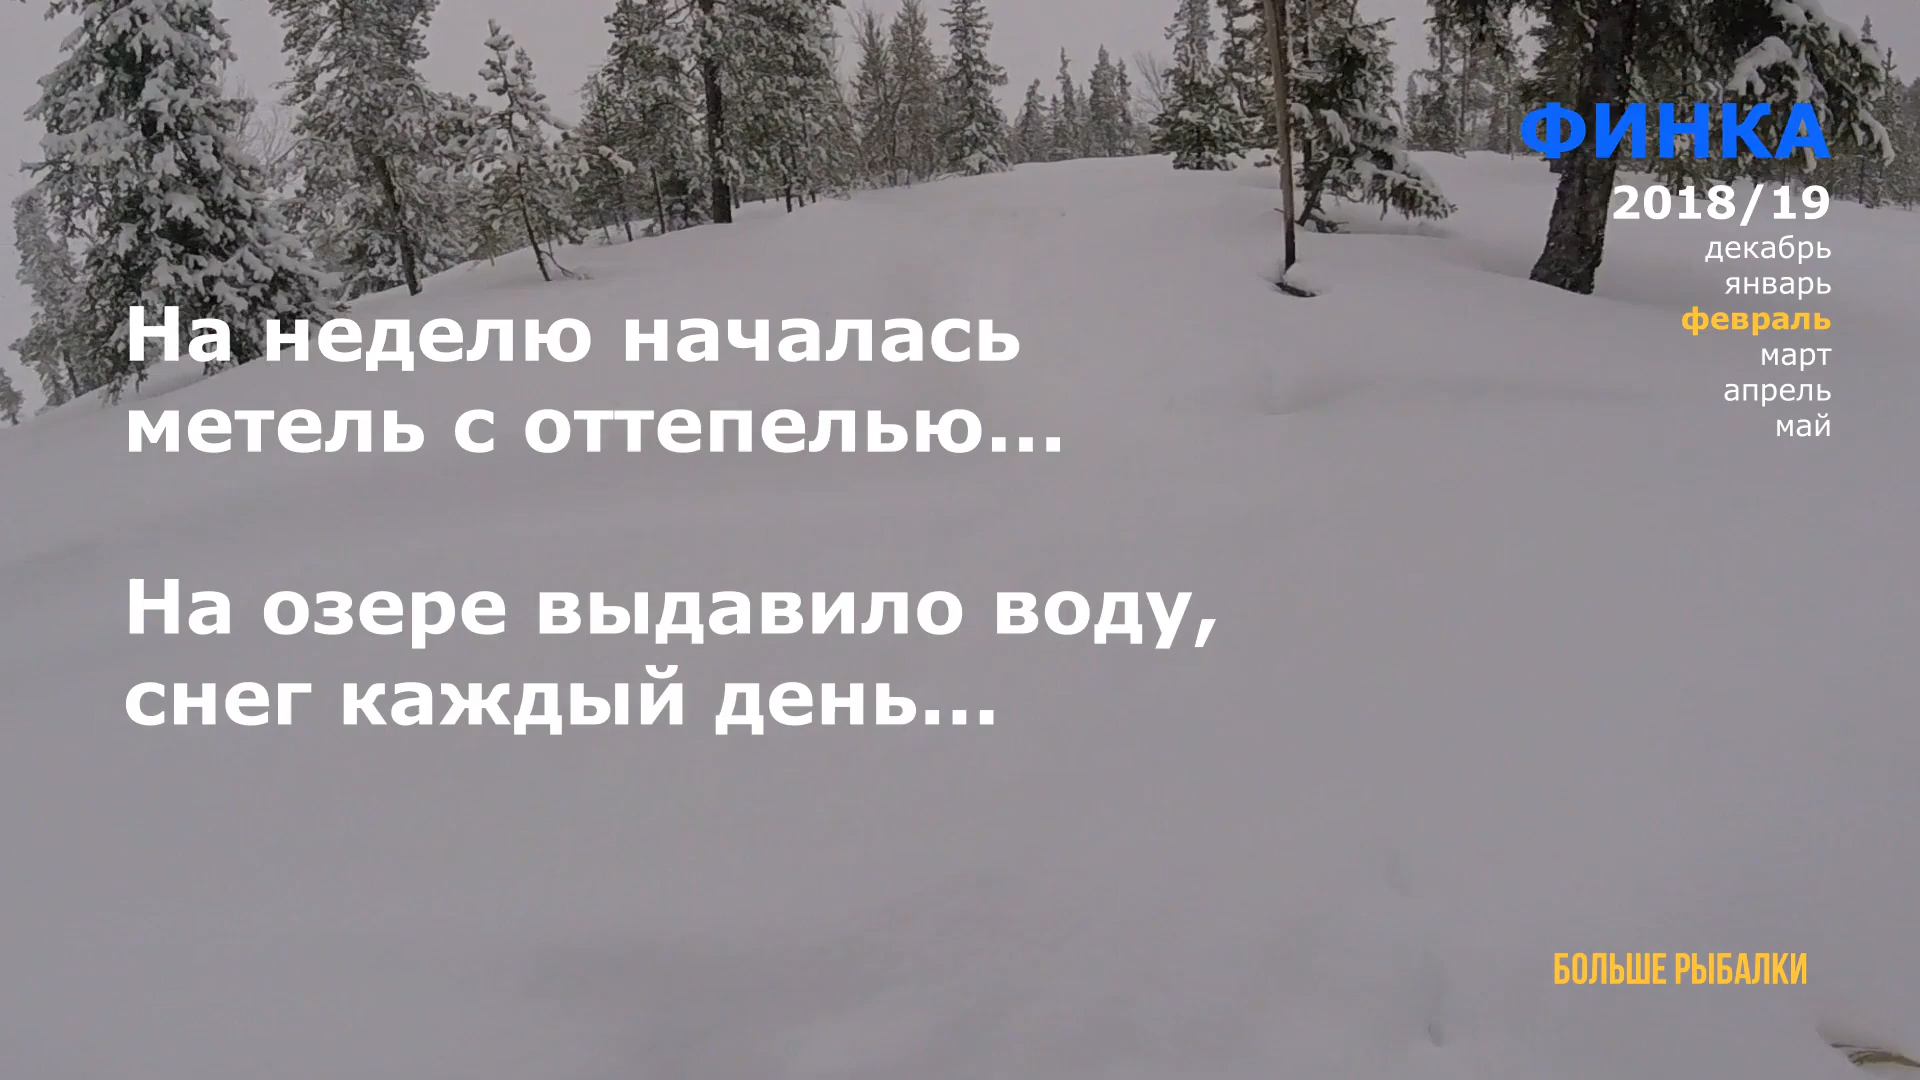 ФИНКА
2018/19
декабрь
январь
февраль
март
апрель
май
На неделю началась
метель с оттепелью...
На озере выдавило воду,
снег каждый день...
БОЛЬШЕ РЫБАЛКИ